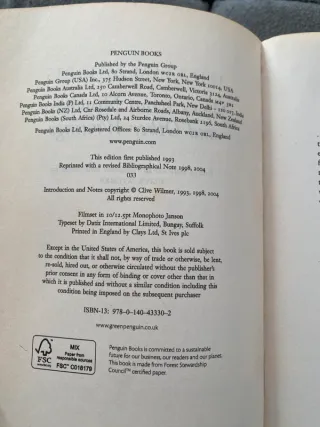 PENGUIN BOOKS
Published by the Penguin Group
Penguin Books Ltd, 80 Strand, London WC2R 0RL, England
Penguin Group (USA) Inc., 375 Hudson Street, New York 10014, USA
Penguin Books Australia Ltd, 250 Camberwell Road, Camberwell, Victoria 3124, Australia
Penguin Books Canada Ltd, 10 Alcorn Avenue, Toronto, Ontario, Canada M4V 3B2
Penguin Books India (P) Ltd, 11 Community Centre, Panchsheel Park, New Delhi – 110 017, India
Penguin Books (NZ) Ltd, Cnr Rosedale and Airborne Roads, Albany, Auckland, New Zealand
Penguin Books (South Africa) (Pty) Ltd, 24 Sturdee Avenue, Rosebank 2196, South Africa
Penguin Books Ltd, Registered Offices: 80 Strand, London WC2R 0RL, England
www.penguin.com
This edition first published 1993
Reprinted with a revised Bibliographical Note 1998, 2004
033
Introduction and Notes copyright © Clive Wilmer, 1993, 1998, 2004
All rights reserved
Filmset in 10/12.5pt Monophoto Janson
Typeset by Datix International Limited, Bungay, Suffolk
Printed in England by Clays Ltd, St Ives plc
Except in the United States of America, this book is sold subject
to the condition that it shall not, by way of trade or otherwise, be lent,
re-sold, hired out, or otherwise circulated without the publisher's
prior consent in any form of binding or cover other than that in
which it is published and without a similar condition including this
condition being imposed on the subsequent purchaser
ISBN-13: 978-0-140-43330-2
www.greenpenguin.co.uk
FSC
www.fsc.org
MIX
Paper from
responsible sources
FSC® C018179
Penguin Books is committed to a sustainable
future for our business, our readers and our planet.
This book is made from Forest Stewardship
Council™ certified paper.